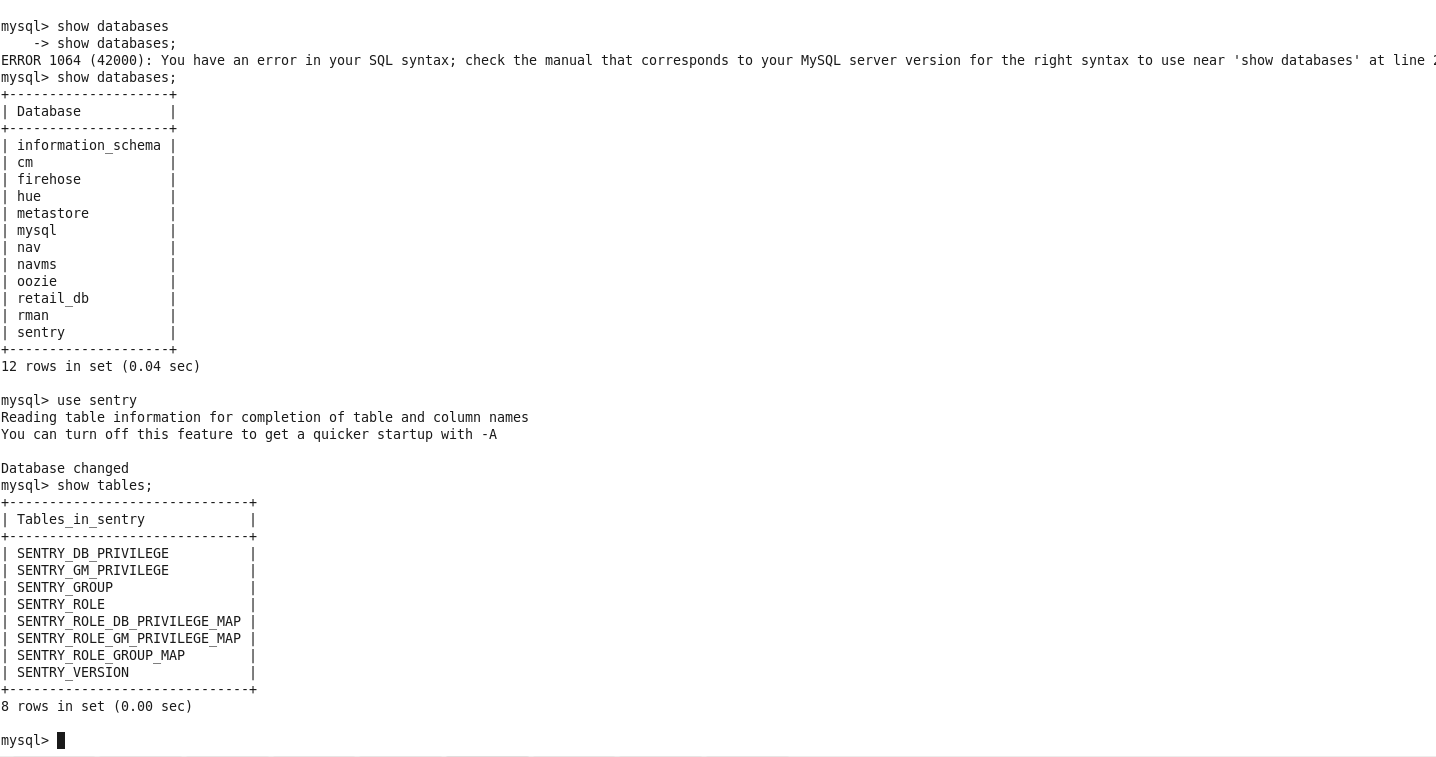 mysql> show databases
    -> show databases;
ERROR 1064 (42000): You have an error in your SQL syntax; check the manual that corresponds to your MySQL server version for the right syntax to use near 'show databases' at line 2
mysql> show databases;
+--------------------+
| Database           |
+--------------------+
| information_schema |
| cm                 |
| firehose           |
| hue                |
| metastore          |
| mysql              |
| nav                |
| navms              |
| oozie              |
| retail_db          |
| rman               |
| sentry             |
+--------------------+
12 rows in set (0.04 sec)
mysql> use sentry
Reading table information for completion of table and column names
You can turn off this feature to get a quicker startup with -A
Database changed
mysql> show tables;
+------------------------------+
| Tables_in_sentry             |
+------------------------------+
| SENTRY_DB_PRIVILEGE          |
| SENTRY_GM_PRIVILEGE          |
| SENTRY_GROUP                 |
| SENTRY_ROLE                  |
| SENTRY_ROLE_DB_PRIVILEGE_MAP |
| SENTRY_ROLE_GM_PRIVILEGE_MAP |
| SENTRY_ROLE_GROUP_MAP        |
| SENTRY_VERSION               |
+------------------------------+
8 rows in set (0.00 sec)
mysql>